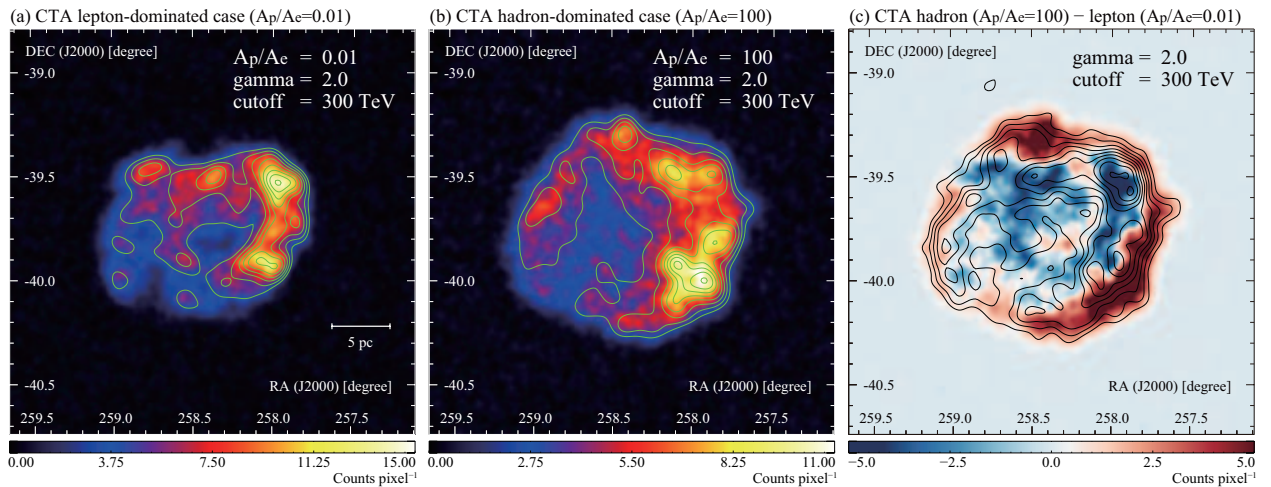 (a) CTA lepton-dominated case (Ap/Ae=0.01)
DEC (J2000) [degree]
Ap/Ae = 0.01
gamma = 2.0
cutoff = 300 TeV
-39.0
-39.5
-40.0
5 pc
-40.5
RA (J2000) [degree]
259.5 259.0 258.5 258.0 257.5
0.00 3.75 7.50 11.25 15.00
Counts pixel⁻¹
(b) CTA hadron-dominated case (Ap/Ae=100)
DEC (J2000) [degree]
Ap/Ae = 100
gamma = 2.0
cutoff = 300 TeV
-39.0
-39.5
-40.0
-40.5
RA (J2000) [degree]
259.5 259.0 258.5 258.0 257.5
0.00 2.75 5.50 8.25 11.00
Counts pixel⁻¹
(c) CTA hadron (Ap/Ae=100) − lepton (Ap/Ae=0.01)
DEC (J2000) [degree]
gamma = 2.0
cutoff = 300 TeV
-39.0
-39.5
-40.0
-40.5
RA (J2000) [degree]
259.5 259.0 258.5 258.0 257.5
−5.0 −2.5 0.0 2.5 5.0
Counts pixel⁻¹